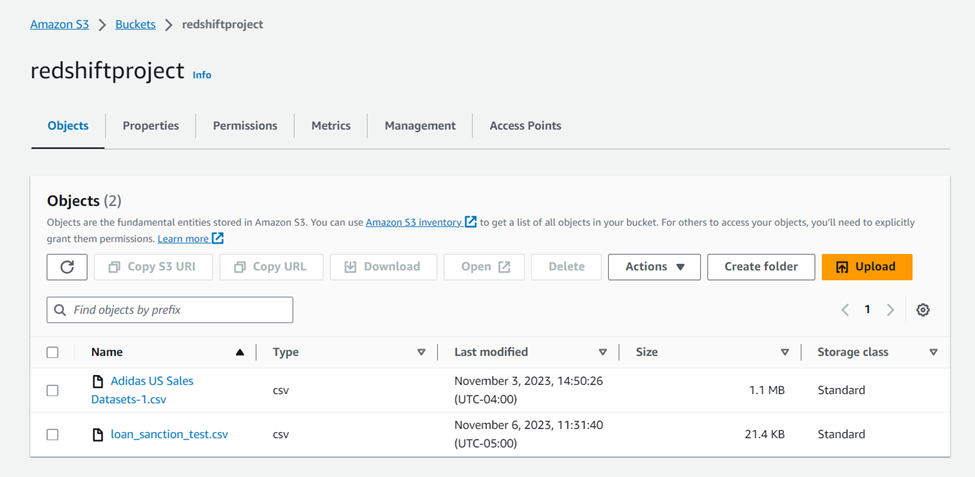 Amazon S3 > Buckets > redshiftproject
redshiftproject Info
Objects Properties Permissions Metrics Management Access Points
Objects (2)
Objects are the fundamental entities stored in Amazon S3. You can use Amazon S3 inventory to get a list of all objects in your bucket. For others to access your objects, you'll need to explicitly
grant them permissions. Learn more
Copy S3 URI Copy URL Download Open Delete Actions Create folder Upload
Find objects by prefix 1
Name Type Last modified Size Storage class
Adidas US Sales Datasets-1.csv csv November 3, 2023, 14:50:26 (UTC-04:00) 1.1 MB Standard
loan_sanction_test.csv csv November 6, 2023, 11:31:40 (UTC-05:00) 21.4 KB Standard